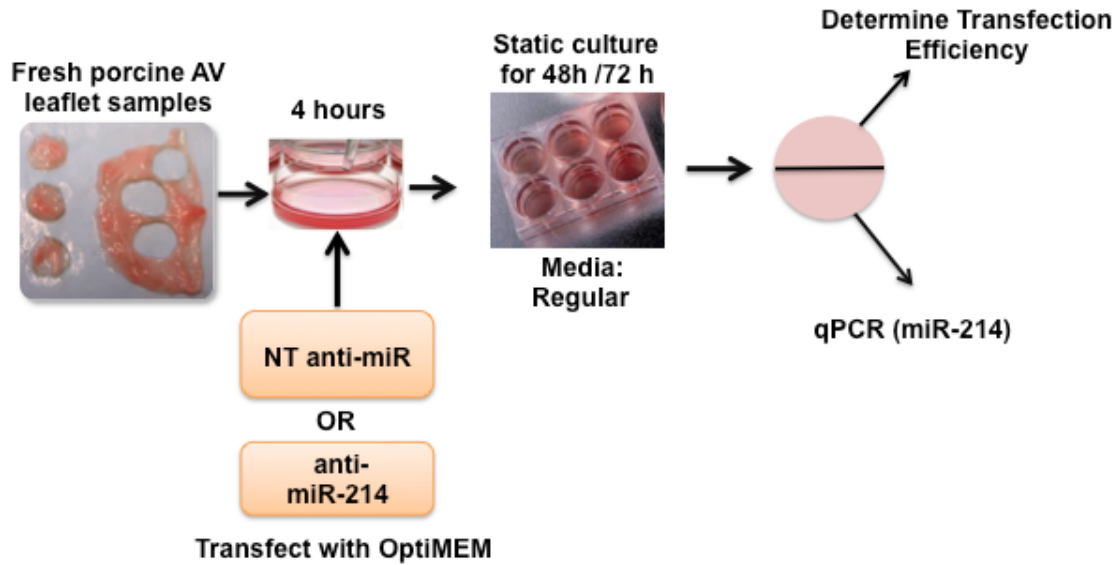 Fresh porcine AV
leaflet samples
4 hours
Static culture
for 48h /72 h
Determine Transfection
Efficiency
Media:
Regular
NT anti-miR
OR
anti-
miR-214
Transfect with OptiMEM
qPCR (miR-214)